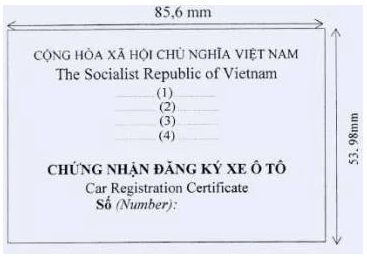 85,6 mm
CỘNG HÒA XÃ HỘI CHỦ NGHĨA VIỆT NAM
The Socialist Republic of Vietnam
(1)
(2)
(3)
(4)
CHỨNG NHẬN ĐĂNG KÝ XE Ô TÔ
Car Registration Certificate
Số (Number):
53. 98mm